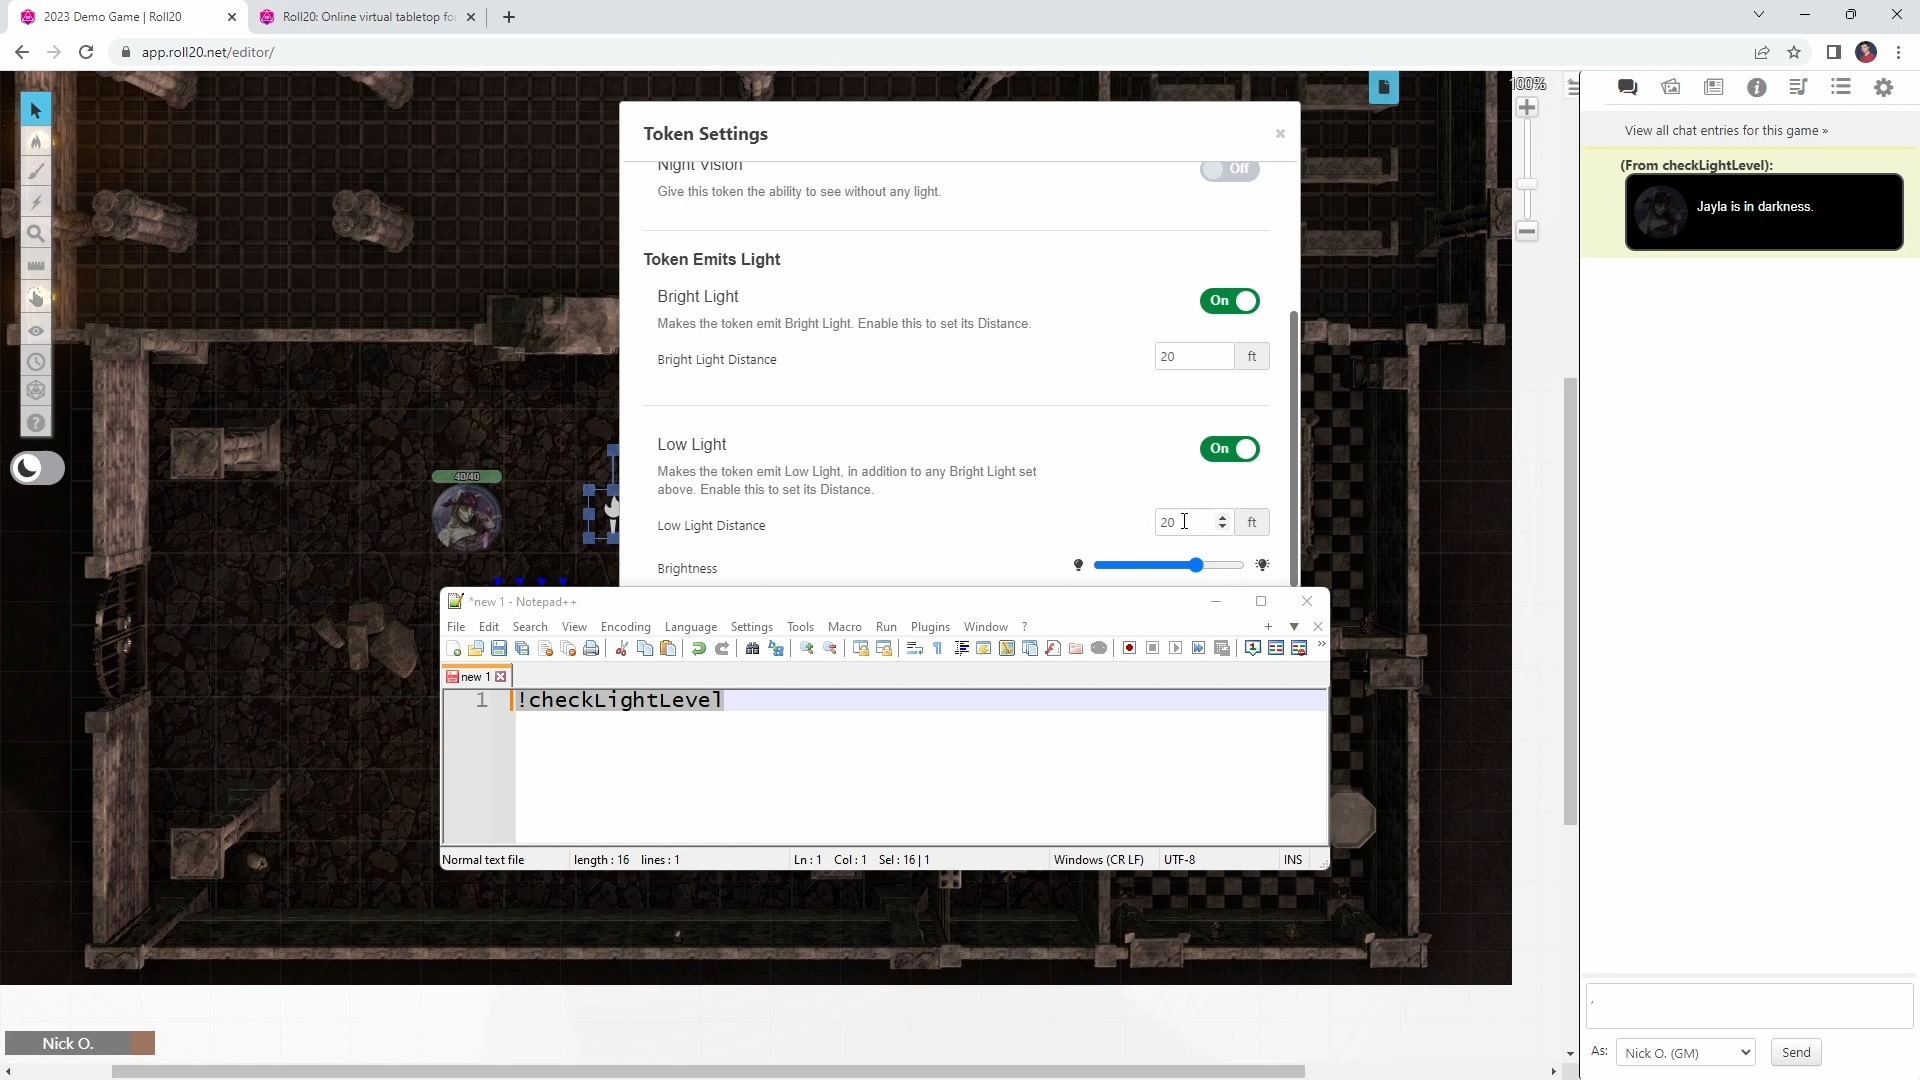 2023 Demo Game | Roll20
Roll20: Online virtual tabletop fo
app.roll20.net/editor/
100%
View all chat entries for this game »
(From checkLightLevel):
Jayla is in darkness.
Token Settings
Night Vision
Off
Give this token the ability to see without any light.
Token Emits Light
Bright Light
On
Makes the token emit Bright Light. Enable this to set its Distance.
Bright Light Distance
20
ft
Low Light
On
Makes the token emit Low Light, in addition to any Bright Light set
above. Enable this to set its Distance.
Low Light Distance
20
ft
Brightness
40/40
*new 1 - Notepad++
File Edit Search View Encoding Language Settings Tools Macro Run Plugins Window ?
new 1
1 !checkLightLevel
Normal text file
length : 16 lines : 1
Ln : 1 Col : 1 Sel : 16 | 1
Windows (CR LF)
UTF-8
INS
Nick O.
As:
Nick O. (GM)
Send